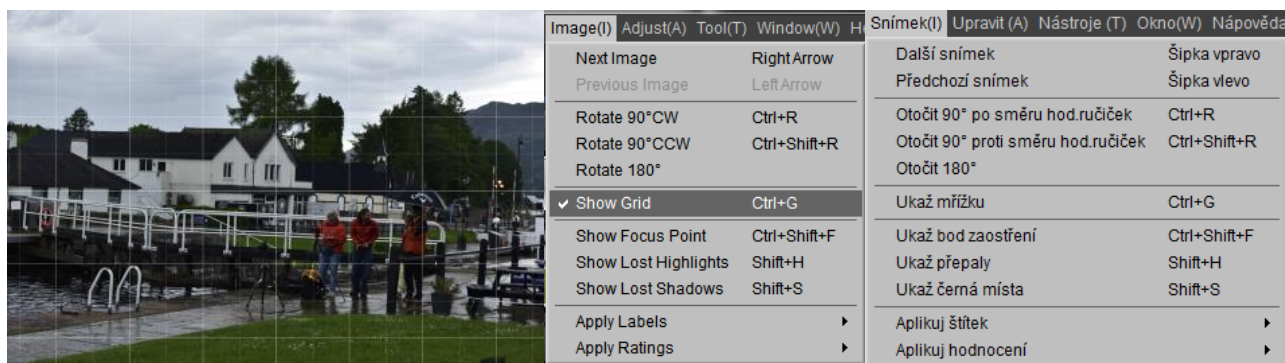 Image(I) Adjust(A) Tool(T) Window(W)
Next Image Right Arrow
Previous Image Left Arrow
Rotate 90°CW Ctrl+R
Rotate 90°CCW Ctrl+Shift+R
Rotate 180°
✓ Show Grid Ctrl+G
Show Focus Point Ctrl+Shift+F
Show Lost Highlights Shift+H
Show Lost Shadows Shift+S
Apply Labels
Apply Ratings
Snímek(I) Upravit (A) Nástroje (T) Okno(W) Nápověda
Další snímek Šipka vpravo
Předchozí snímek Šipka vlevo
Otočit 90° po směru hod.ručiček Ctrl+R
Otočit 90° proti směru hod.ručiček Ctrl+Shift+R
Otočit 180°
Ukaž mřížku Ctrl+G
Ukaž bod zaostření Ctrl+Shift+F
Ukaž přepaly Shift+H
Ukaž černá místa Shift+S
Aplikuj štítek
Aplikuj hodnocení